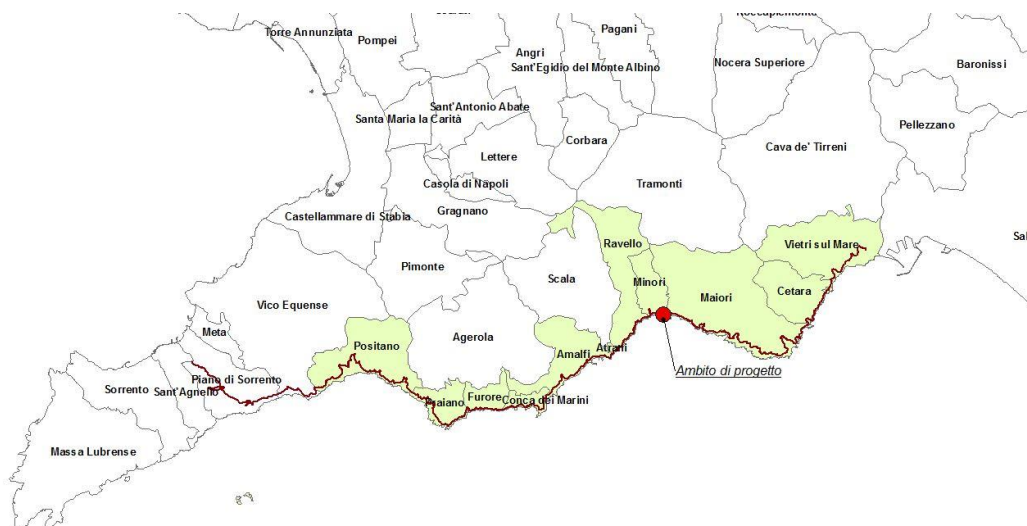 Torre Annunziata
Pompei
Pagani
Roccapiemonte
Angri
Sant'Egidio del Monte Albino
Nocera Superiore
Baronissi
Sant'Antonio Abate
Santa Maria la Carità
Corbara
Pellezzano
Lettere
Cava de' Tirreni
Casola di Napoli
Tramonti
Castellammare di Stabia
Gragnano
Ravello
Vietri sul Mare
Sal
Pimonte
Scala
Minori
Maiori
Cetara
Vico Equense
Meta
Positano
Agerola
Amalfi
Atrani
Ambito di progetto
Sorrento
Piano di Sorrento
Sant'Agnello
Furore
Conca dei Marini
Massa Lubrense